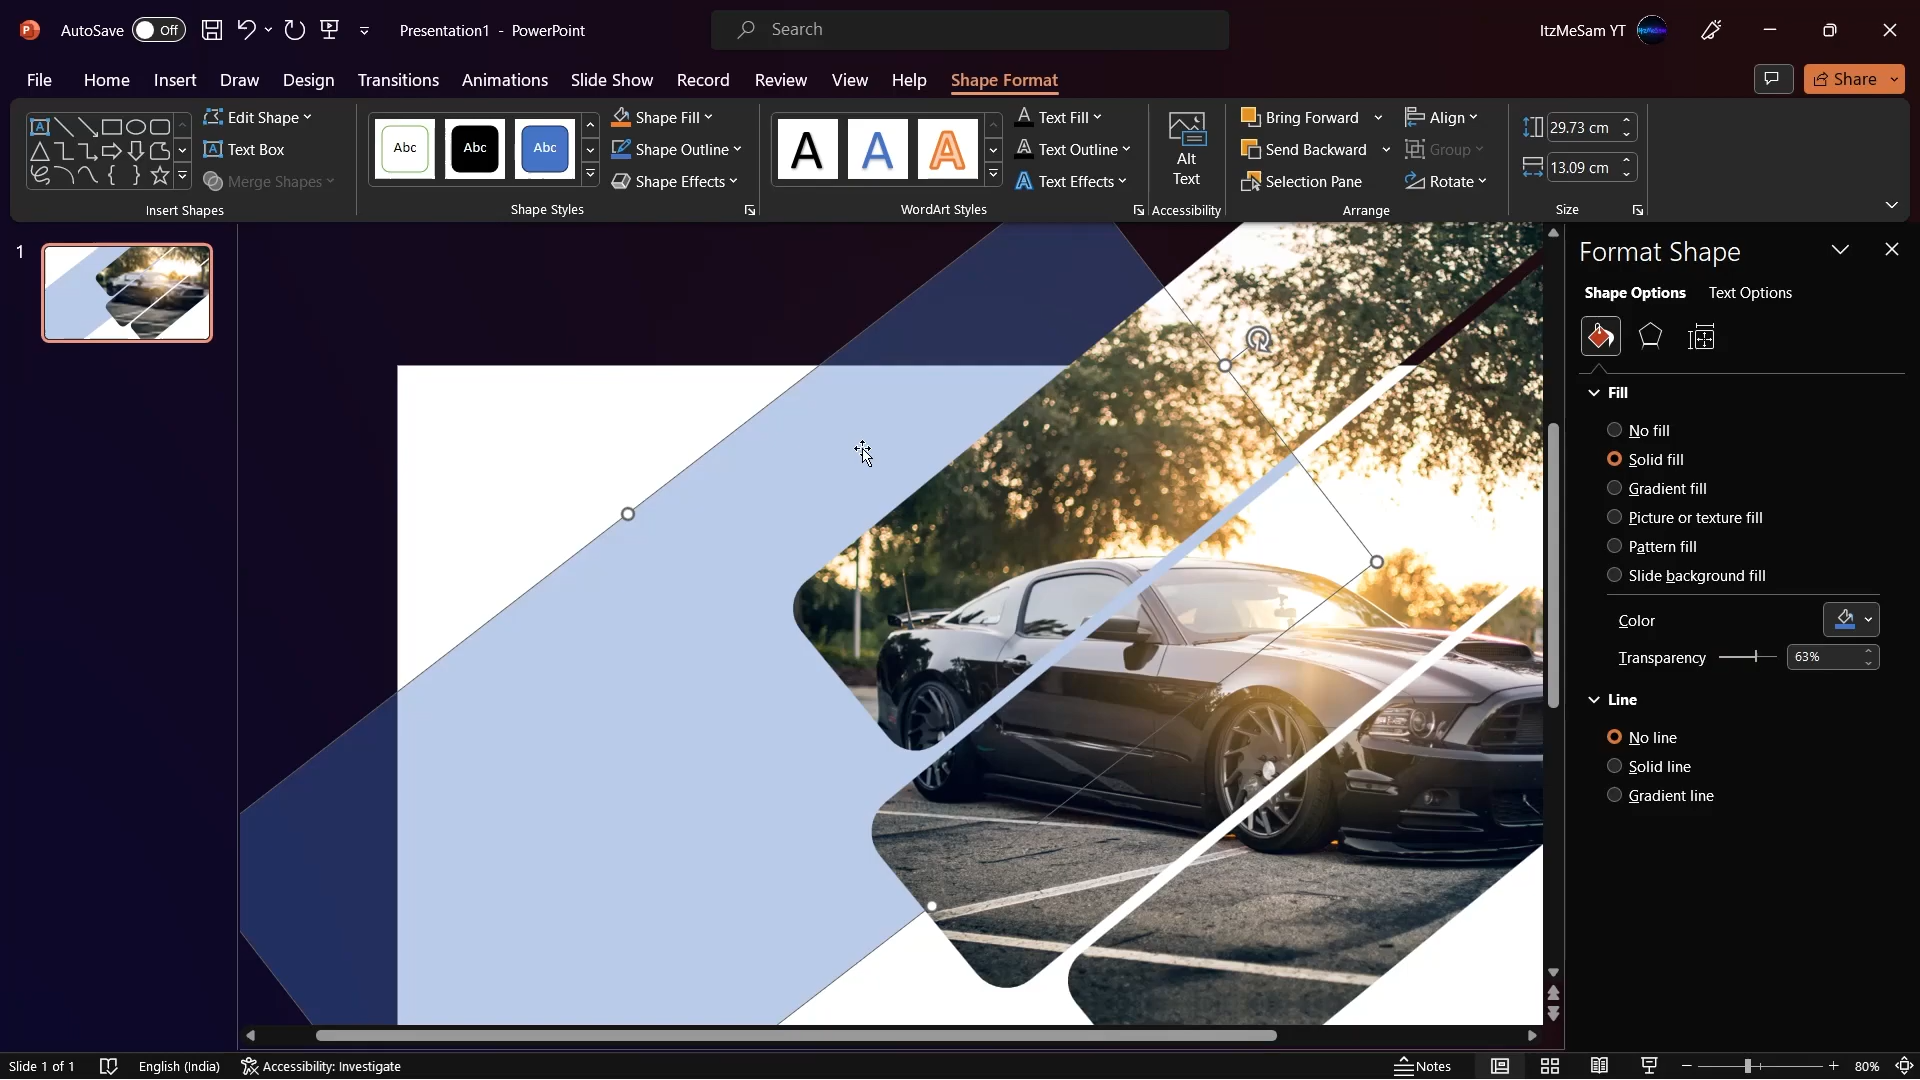 AutoSave Off
Presentation1 - PowerPoint
Search
ItzMeSam YT
File Home Insert Draw Design Transitions Animations Slide Show Record Review View Help Shape Format
Share
Edit Shape
Text Box
Merge Shapes
Insert Shapes
Abc Abc Abc
Shape Fill
Shape Outline
Shape Effects
Shape Styles
A A A
Text Fill
Text Outline
Text Effects
WordArt Styles
Alt
Text
Accessibility
Bring Forward
Send Backward
Selection Pane
Align
Group
Rotate
Arrange
29.73 cm
13.09 cm
Size
1
Format Shape
Shape Options Text Options
Fill
No fill
Solid fill
Gradient fill
Picture or texture fill
Pattern fill
Slide background fill
Color
Transparency 63%
Line
No line
Solid line
Gradient line
Slide 1 of 1 English (India) Accessibility: Investigate Notes 80%